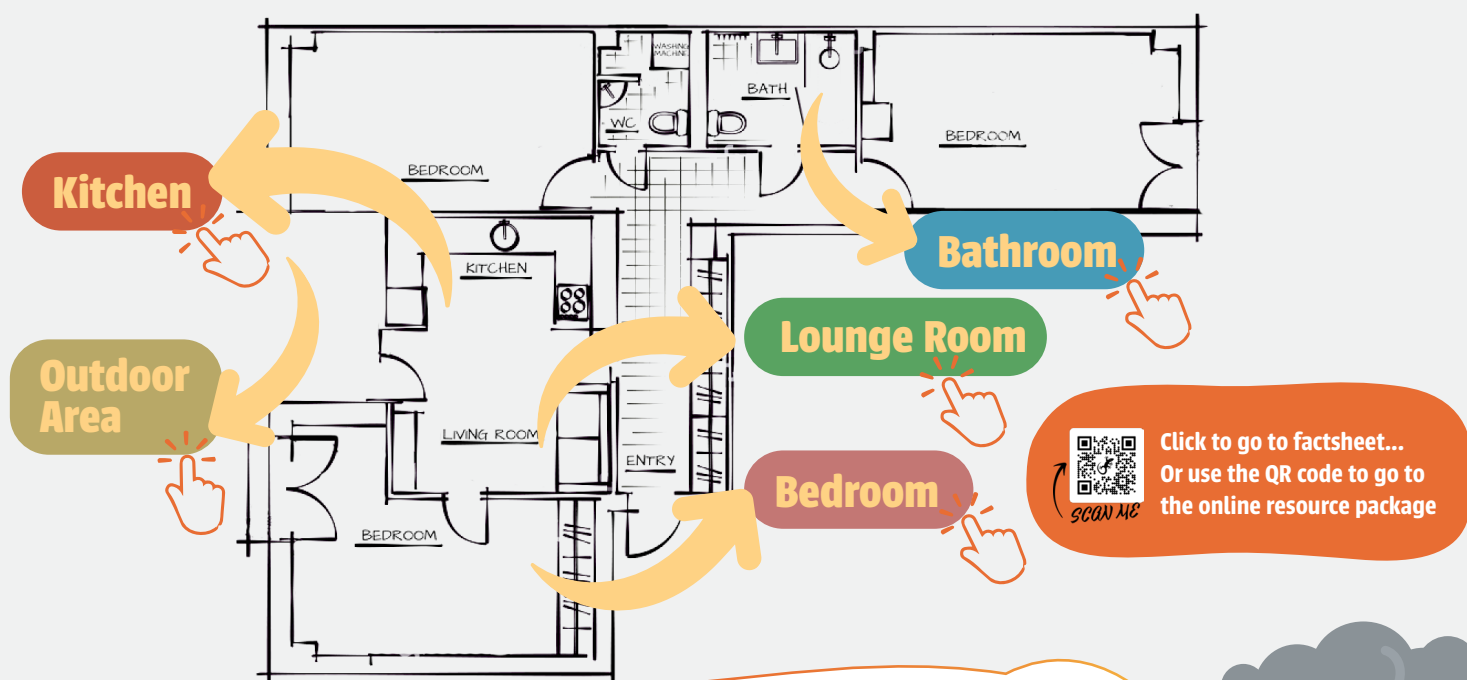 WASHING
MACHINE
BATH
WC
BEDROOM
BEDROOM
Kitchen
KITCHEN
Bathroom
Lounge Room
Outdoor
Area
LIVING ROOM
ENTRY
Bedroom
BEDROOM
Click to go to factsheet...
Or use the QR code to go to
the online resource package
SCAN ME